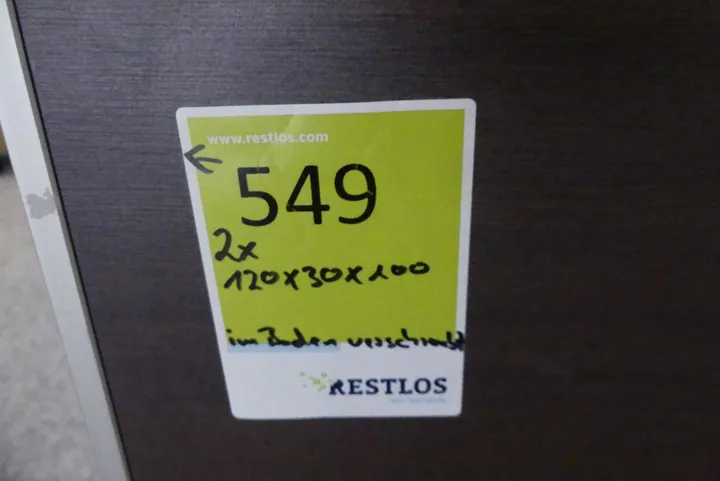 www.restlos.com
549
2x
120x30x100
im Boden verschraubt
RESTLOS